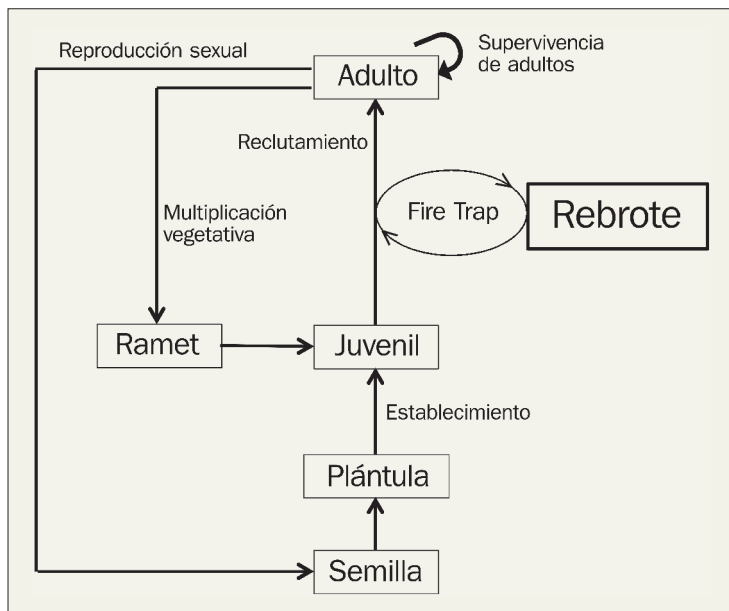 Reproducción sexual
Adulto
Supervivencia
de adultos
Reclutamiento
Multiplicación
vegetativa
Fire Trap
Rebrote
Ramet
Juvenil
Establecimiento
Plántula
Semilla